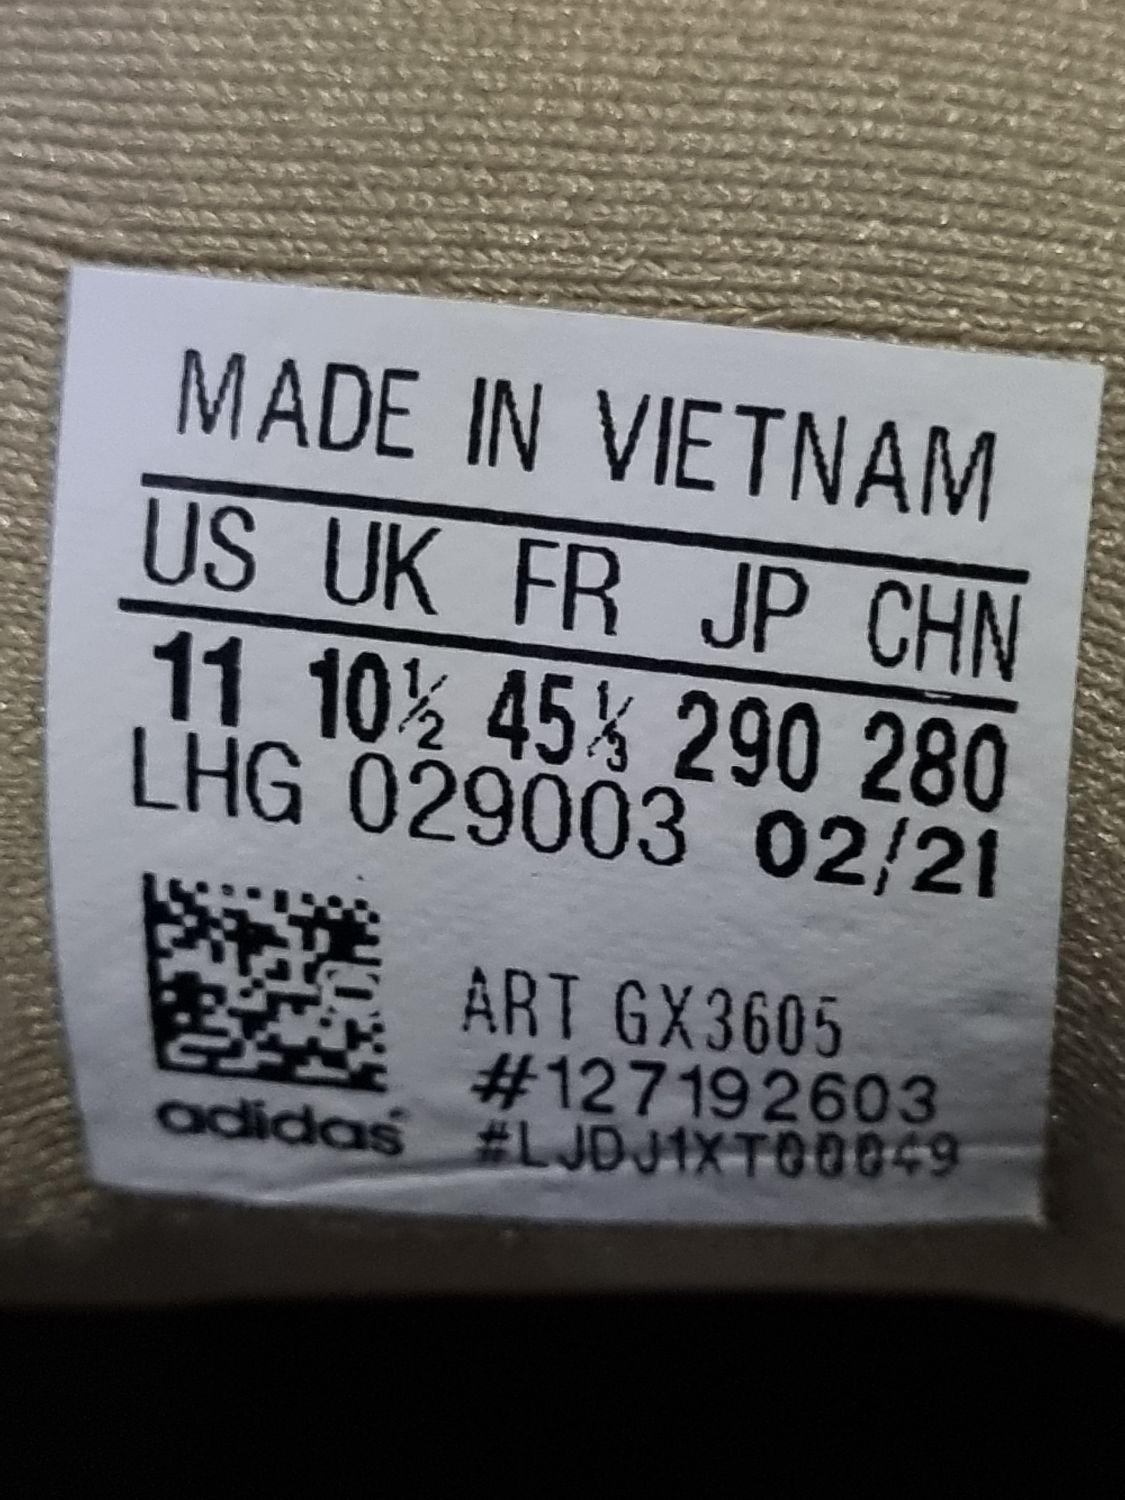 MADE IN VIETNAM
US UK FR JP CHN
11 10½ 45⅓ 290 280
LHG 029003 02/21
ART GX3605
#127192603
adidas
#LJDJ1XT00049